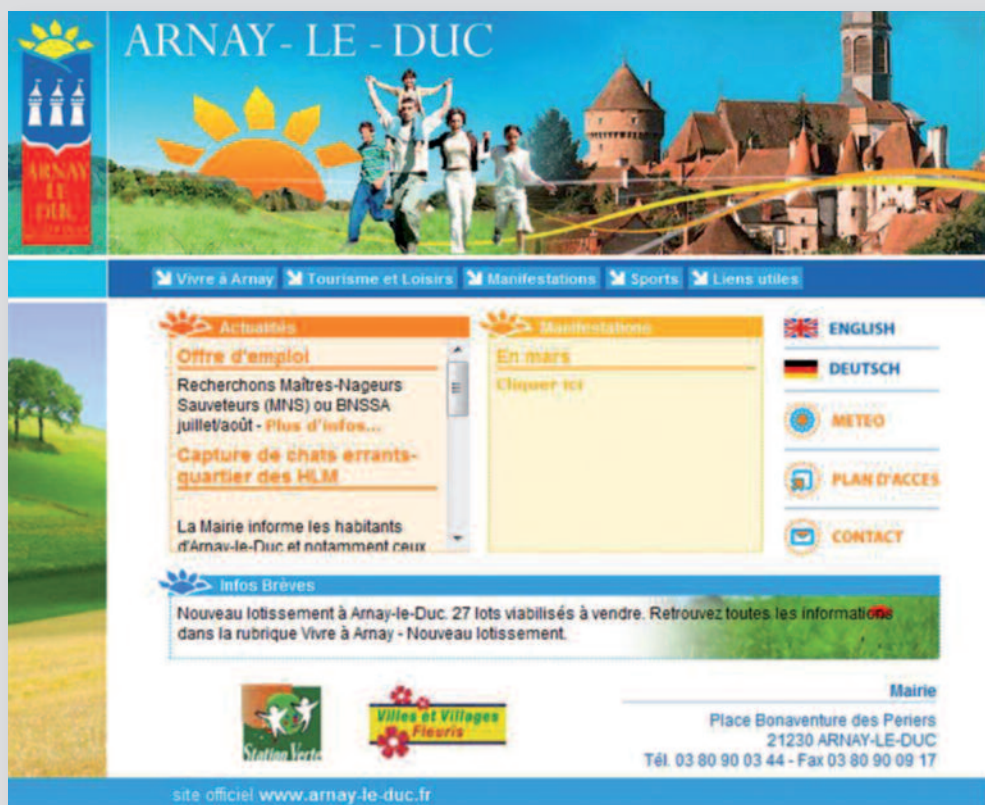 ARNAY - LE - DUC
ARNAY
LE
DUC
Vivre à Arnay Tourisme et Loisirs Manifestations Sports Liens utiles
Actualités
Offre d'emploi
Recherchons Maîtres-Nageurs
Sauveteurs (MNS) ou BNSSA
juillet/août - Plus d'infos...
Capture de chats errants-
quartier des HLM
La Mairie informe les habitants
d'Arnay-le-Duc et notamment ceux
Manifestations
En mars
Cliquer ici
ENGLISH
DEUTSCH
METEO
PLAN D'ACCES
CONTACT
Infos Brèves
Nouveau lotissement à Arnay-le-Duc. 27 lots viabilisés à vendre. Retrouvez toutes les informations
dans la rubrique Vivre à Arnay - Nouveau lotissement.
Station Verte
Villes et Villages
Fleuris
Mairie
Place Bonaventure des Periers
21230 ARNAY-LE-DUC
Tél. 03 80 90 03 44 - Fax 03 80 90 09 17
site officiel www.arnay-le-duc.fr